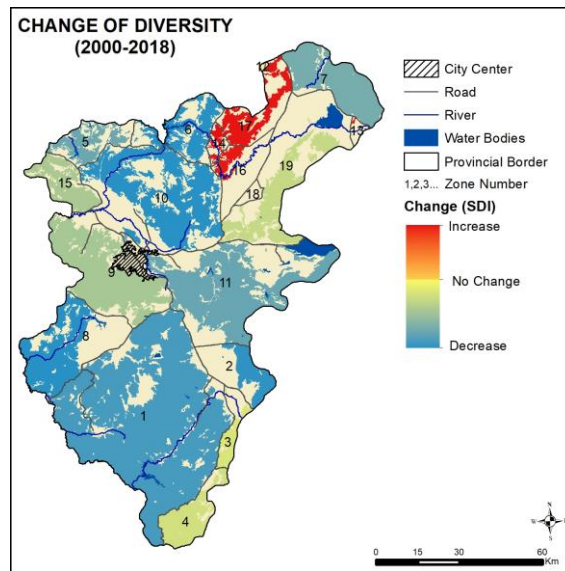 CHANGE OF DIVERSITY
(2000-2018)
City Center
Road
River
Water Bodies
Provincial Border
1,2,3... Zone Number
Change (SDI)
Increase
No Change
Decrease
12
7
6
17
5
14
13
16
19
15
10
18
9
11
8
2
1
3
4
N
W
E
S
0 15 30 60
Km